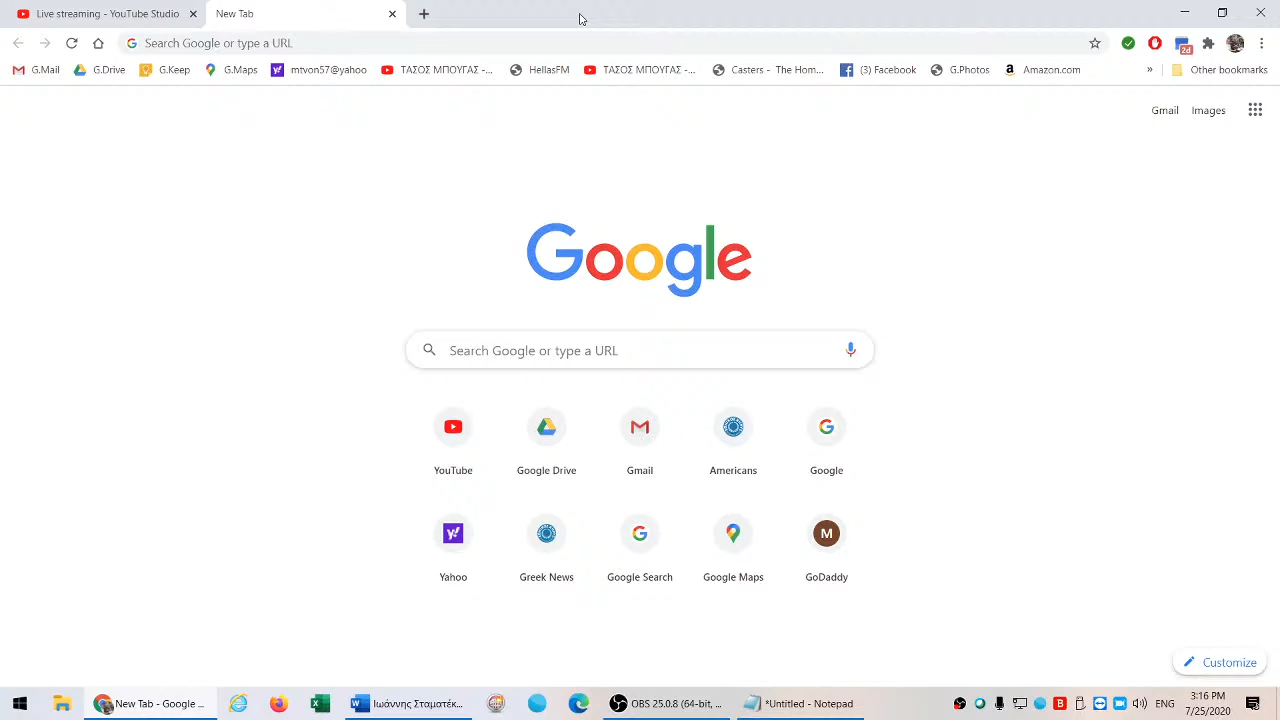 Live streaming - YouTube Studio
New Tab
Search Google or type a URL
2d
G.Mail G.Drive G.Keep G.Maps mtvon57@yahoo ΤΑΣΟΣ ΜΠΟΥΓΑΣ -... HellasFM ΤΑΣΟΣ ΜΠΟΥΓΑΣ -... Casters - The Hom... (3) Facebook G.Photos Amazon.com » Other bookmarks
Gmail Images
Google
Search Google or type a URL
YouTube Google Drive Gmail Americans Google
M
Yahoo Greek News Google Search Google Maps GoDaddy
Customize
New Tab - Google ... Ιωάννης Σταματέκ... OBS 25.0.8 (64-bit, ... *Untitled - Notepad ENG
3:16 PM
7/25/2020